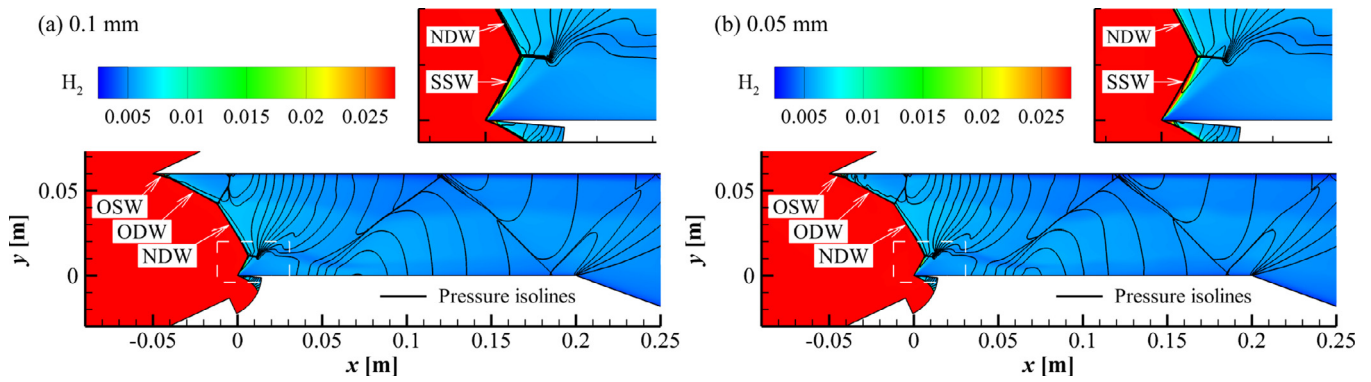 (a) 0.1 mm
H₂
0.005 0.01 0.015 0.02 0.025
NDW
SSW
0.05
0
y [m]
OSW
ODW
NDW
Pressure isolines
-0.05 0 0.05 0.1 0.15 0.2 0.25
x [m]
(b) 0.05 mm
H₂
0.005 0.01 0.015 0.02 0.025
NDW
SSW
0.05
0
y [m]
OSW
ODW
NDW
Pressure isolines
-0.05 0 0.05 0.1 0.15 0.2 0.25
x [m]